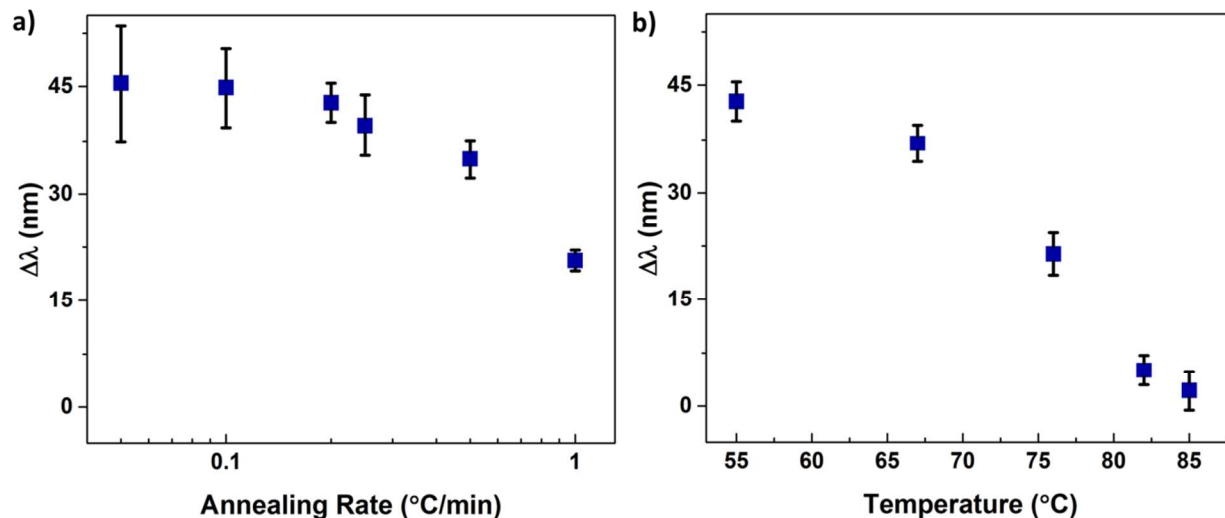 a)
45
30
15
0
Δλ (nm)
0.1
1
Annealing Rate (°C/min)
b)
45
30
15
0
Δλ (nm)
55 60 65 70 75 80 85
Temperature (°C)